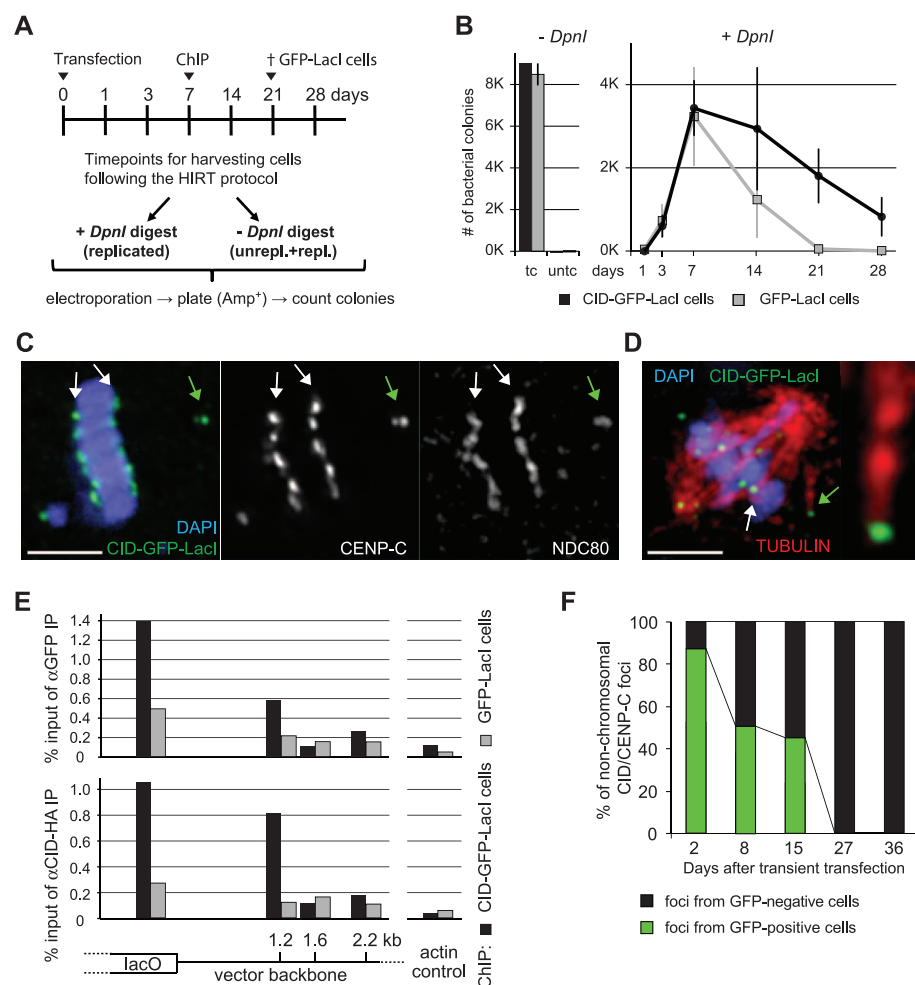 A
Transfection
ChIP
† GFP-LacI cells
0 1 3 7 14 21 28 days
Timepoints for harvesting cells
following the HIRT protocol
+ DpnI digest
(replicated)
- DpnI digest
(unrepl.+repl.)
electroporation → plate (Amp⁺) → count colonies
B
- DpnI
+ DpnI
# of bacterial colonies
8K
6K
4K
2K
0K
tc untc
4K
2K
0K
days 1 3 7 14 21 28
CID-GFP-LacI cells
GFP-LacI cells
C
DAPI
CID-GFP-LacI
CENP-C
NDC80
D
DAPI CID-GFP-LacI
TUBULIN
E
% input of αGFP IP
1.4
1.2
1.0
0.8
0.6
0.4
0.2
0
% input of αCID-HA IP
1.0
0.8
0.6
0.4
0.2
0
ChIP: CID-GFP-LacI cells GFP-LacI cells
1.2 1.6 2.2 kb
lacO
vector backbone
actin
control
F
% of non-chromosomal
CID/CENP-C foci
100
80
60
40
20
0
2 8 15 27 36
Days after transient transfection
foci from GFP-negative cells
foci from GFP-positive cells